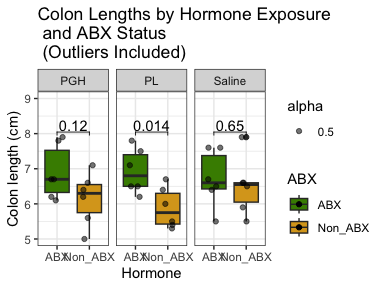 Colon Lengths by Hormone Exposure
and ABX Status
(Outliers Included)
PGH PL Saline
0.12 0.014 0.65
9
8
7
6
5
Colon length (cm)
ABX Non_ABX ABX Non_ABX ABX Non_ABX
Hormone
alpha
0.5
ABX
ABX
Non_ABX